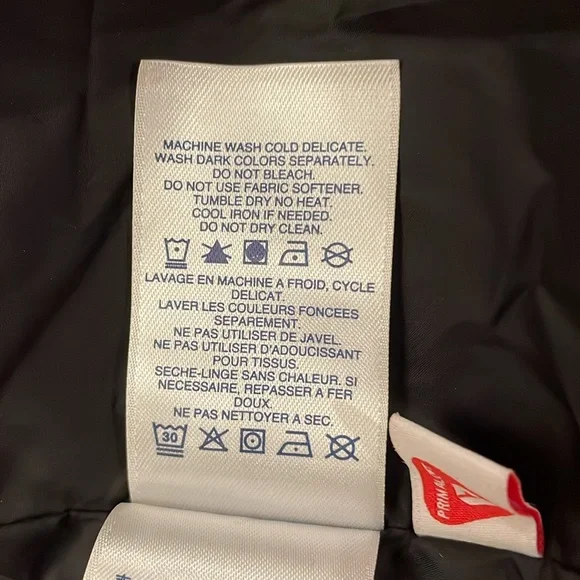 MACHINE WASH COLD DELICATE.
WASH DARK COLORS SEPARATELY.
DO NOT BLEACH.
DO NOT USE FABRIC SOFTENER.
TUMBLE DRY NO HEAT.
COOL IRON IF NEEDED.
DO NOT DRY CLEAN.
LAVAGE EN MACHINE A FROID, CYCLE
DELICAT.
LAVER LES COULEURS FONCEES
SEPAREMENT.
NE PAS UTILISER DE JAVEL.
NE PAS UTILISER D'ADOUCISSANT
POUR TISSUS.
SECHE-LINGE SANS CHALEUR. SI
NECESSAIRE, REPASSER A FER
DOUX.
NE PAS NETTOYER A SEC.
30
PRIMAL